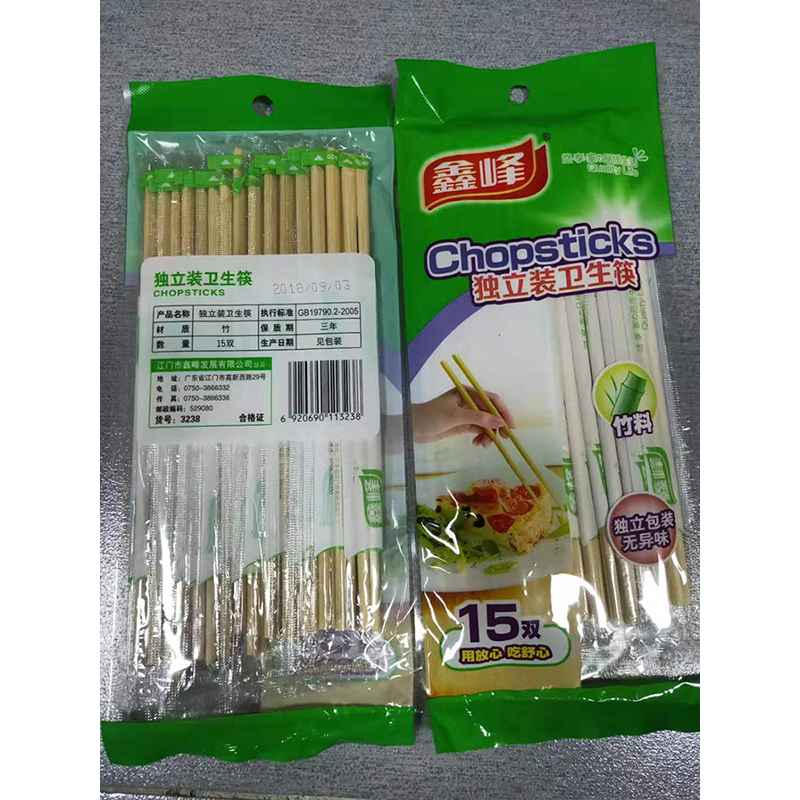 独立装卫生筷
CHOPSTICKS
2018/09/03
产品名称 独立装卫生筷 执行标准 GB19790.2-2005
材 质 竹 保 质 期 三年
数 量 15双 生产日期 见包装
江门市鑫峰发展有限公司出品
地 址：广东省江门市高新西路29号
电 话：0750-3866332
传 真：0750-3866336
邮政编码：529080
货号：3238 合格证
6 920690 113238
鑫峰®
Quality Life
Chopsticks
独立装卫生筷
竹料
独立包装
无异味
15双
用放心 吃舒心